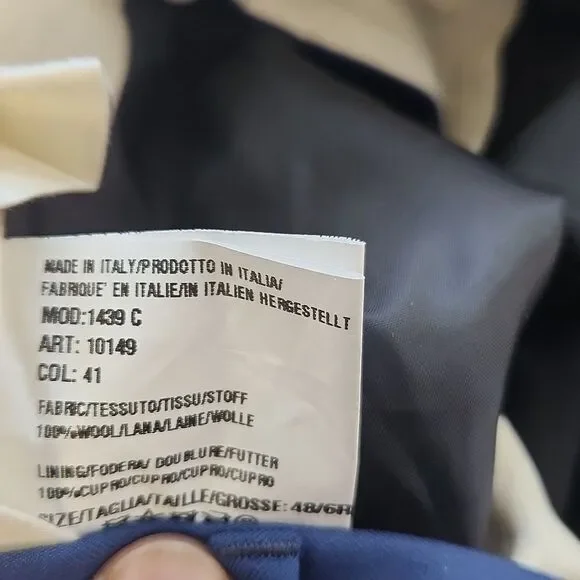 MADE IN ITALY/PRODOTTO IN ITALIA/
FABRIQUE' EN ITALIE/IN ITALIEN HERGESTELLT
MOD:1439 C
ART: 10149
COL: 41
FABRIC/TESSUTO/TISSU/STOFF
100%WOOL/LANA/LAINE/WOLLE
LINING/FODERA/ DOUBLURE/FUTTER
100%CUPRO/CUPRO/CUPRO/CUPRO
SIZE/TAGLIA/TAILLE/GROSSE: 48/6R